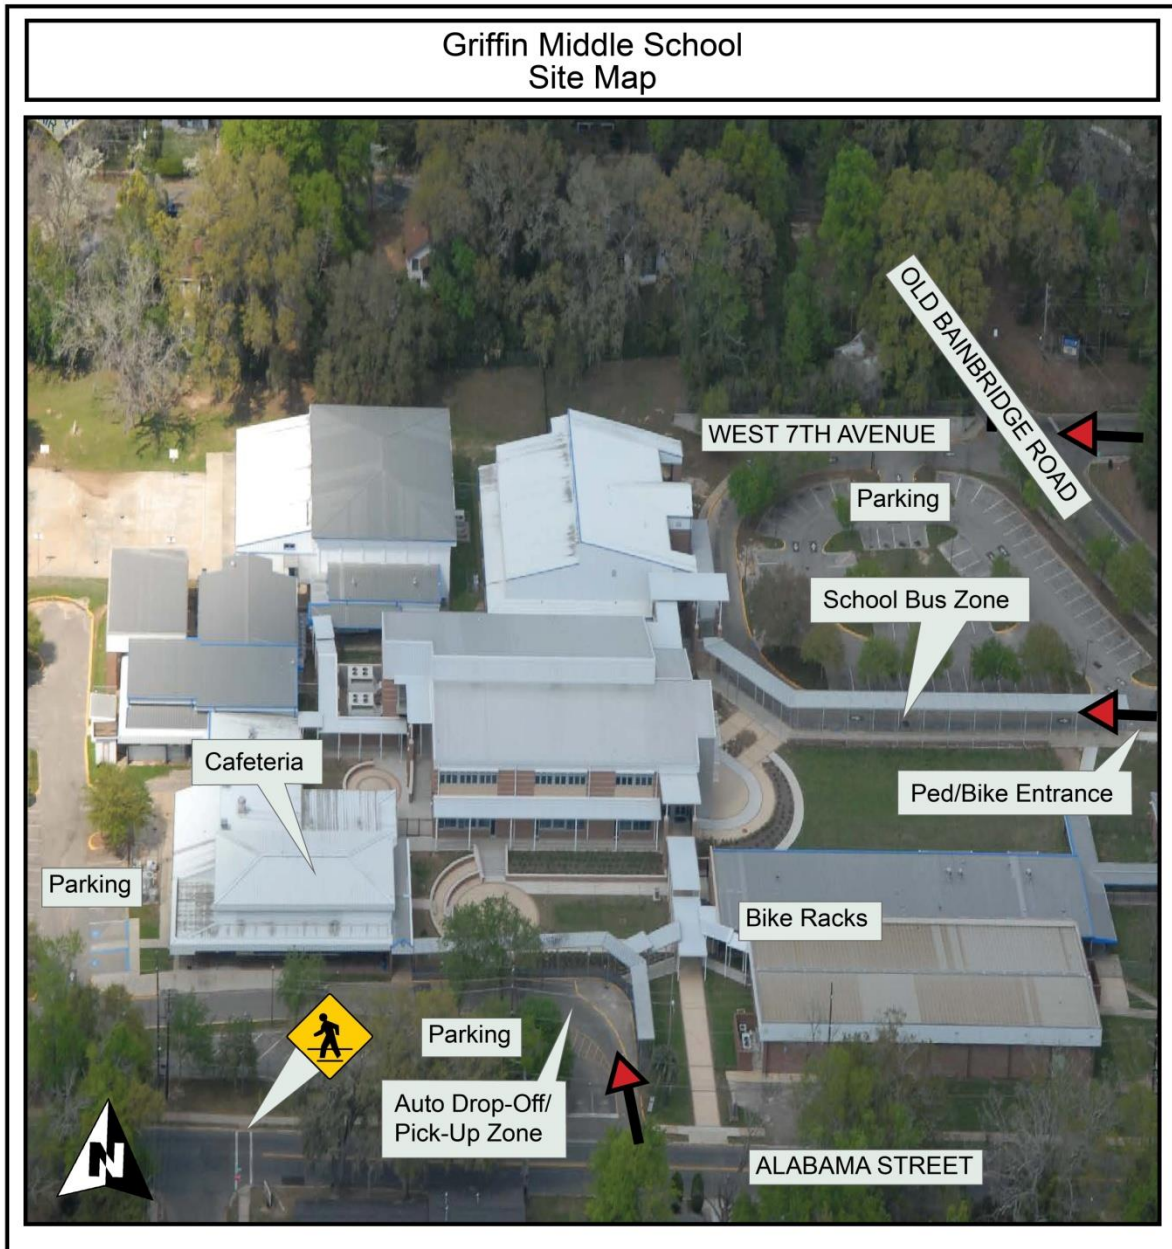 Griffin Middle School
Site Map
OLD BAINBRIDGE ROAD
WEST 7TH AVENUE
Parking
School Bus Zone
Cafeteria
Ped/Bike Entrance
Parking
Bike Racks
Parking
Auto Drop-Off/
Pick-Up Zone
N
ALABAMA STREET